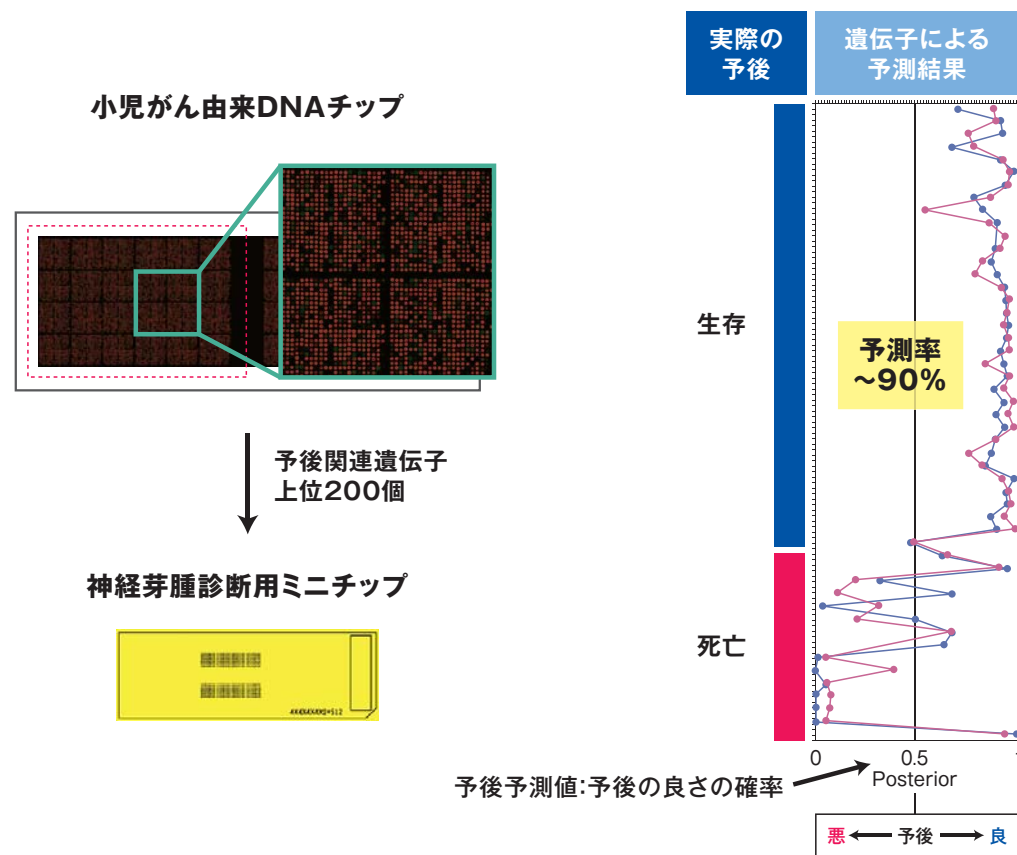 小児がん由来DNAチップ
予後関連遺伝子
上位200個
神経芽腫診断用ミニチップ
実際の
予後
遺伝子による
予測結果
生存
予測率
～90%
死亡
0
0.5
1
Posterior
予後予測値:予後の良さの確率
悪
予後
良